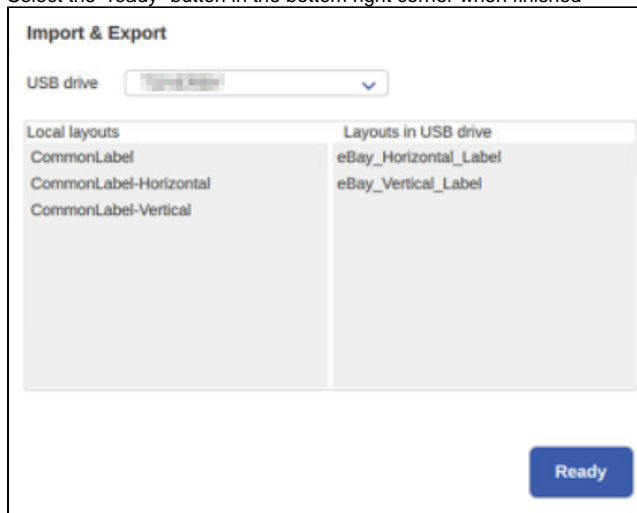 Select the "ready" button in the bottom right corner when finished
Import & Export
USB drive
Local layouts Layouts in USB drive
CommonLabel eBay_Horizontal_Label
CommonLabel-Horizontal eBay_Vertical_Label
CommonLabel-Vertical
Ready